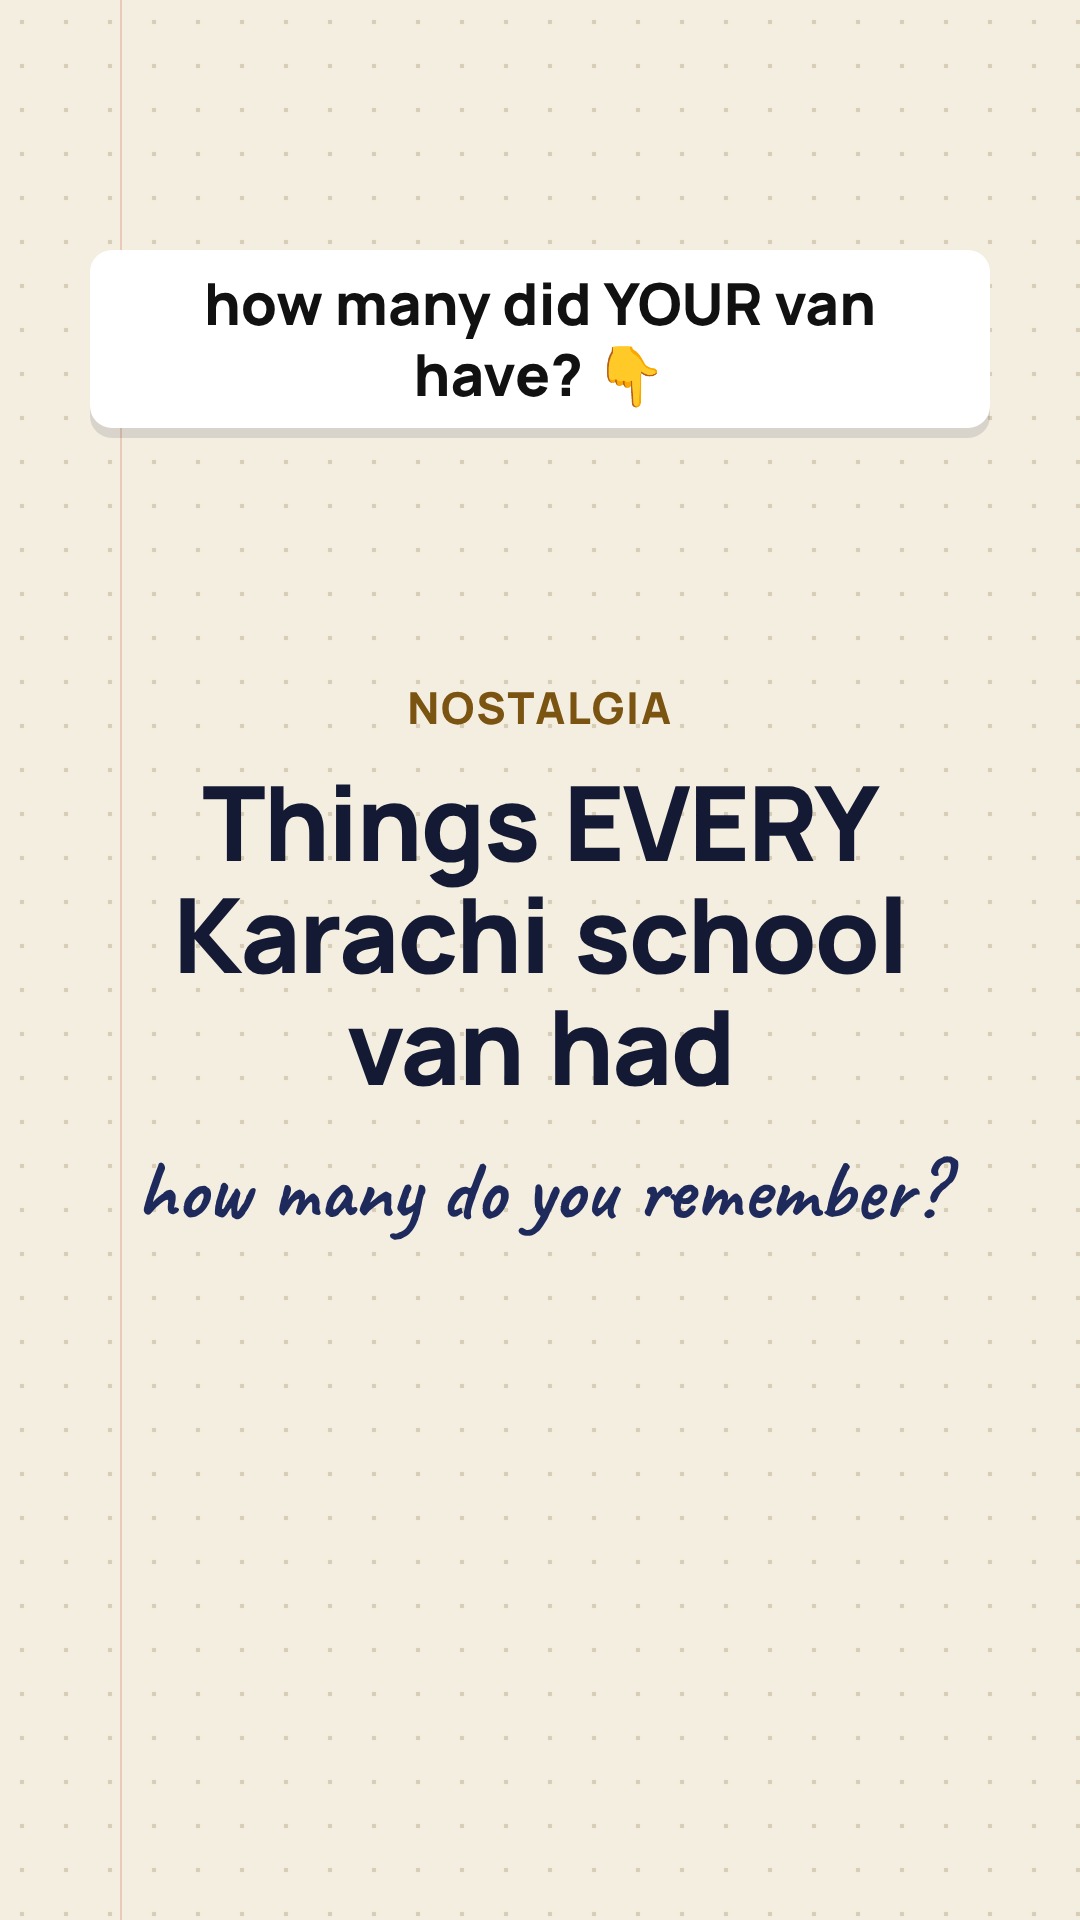 how many did YOUR van
have? 👇
NOSTALGIA
Things EVERY
Karachi school
van had
how many do you remember?